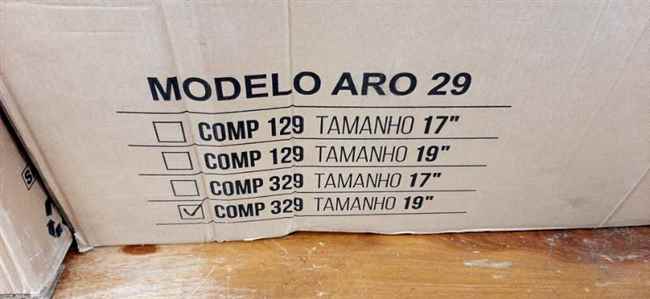 MODELO ARO 29
COMP 129 TAMANHO 17"
COMP 129 TAMANHO 19"
COMP 329 TAMANHO 17"
COMP 329 TAMANHO 19"
S